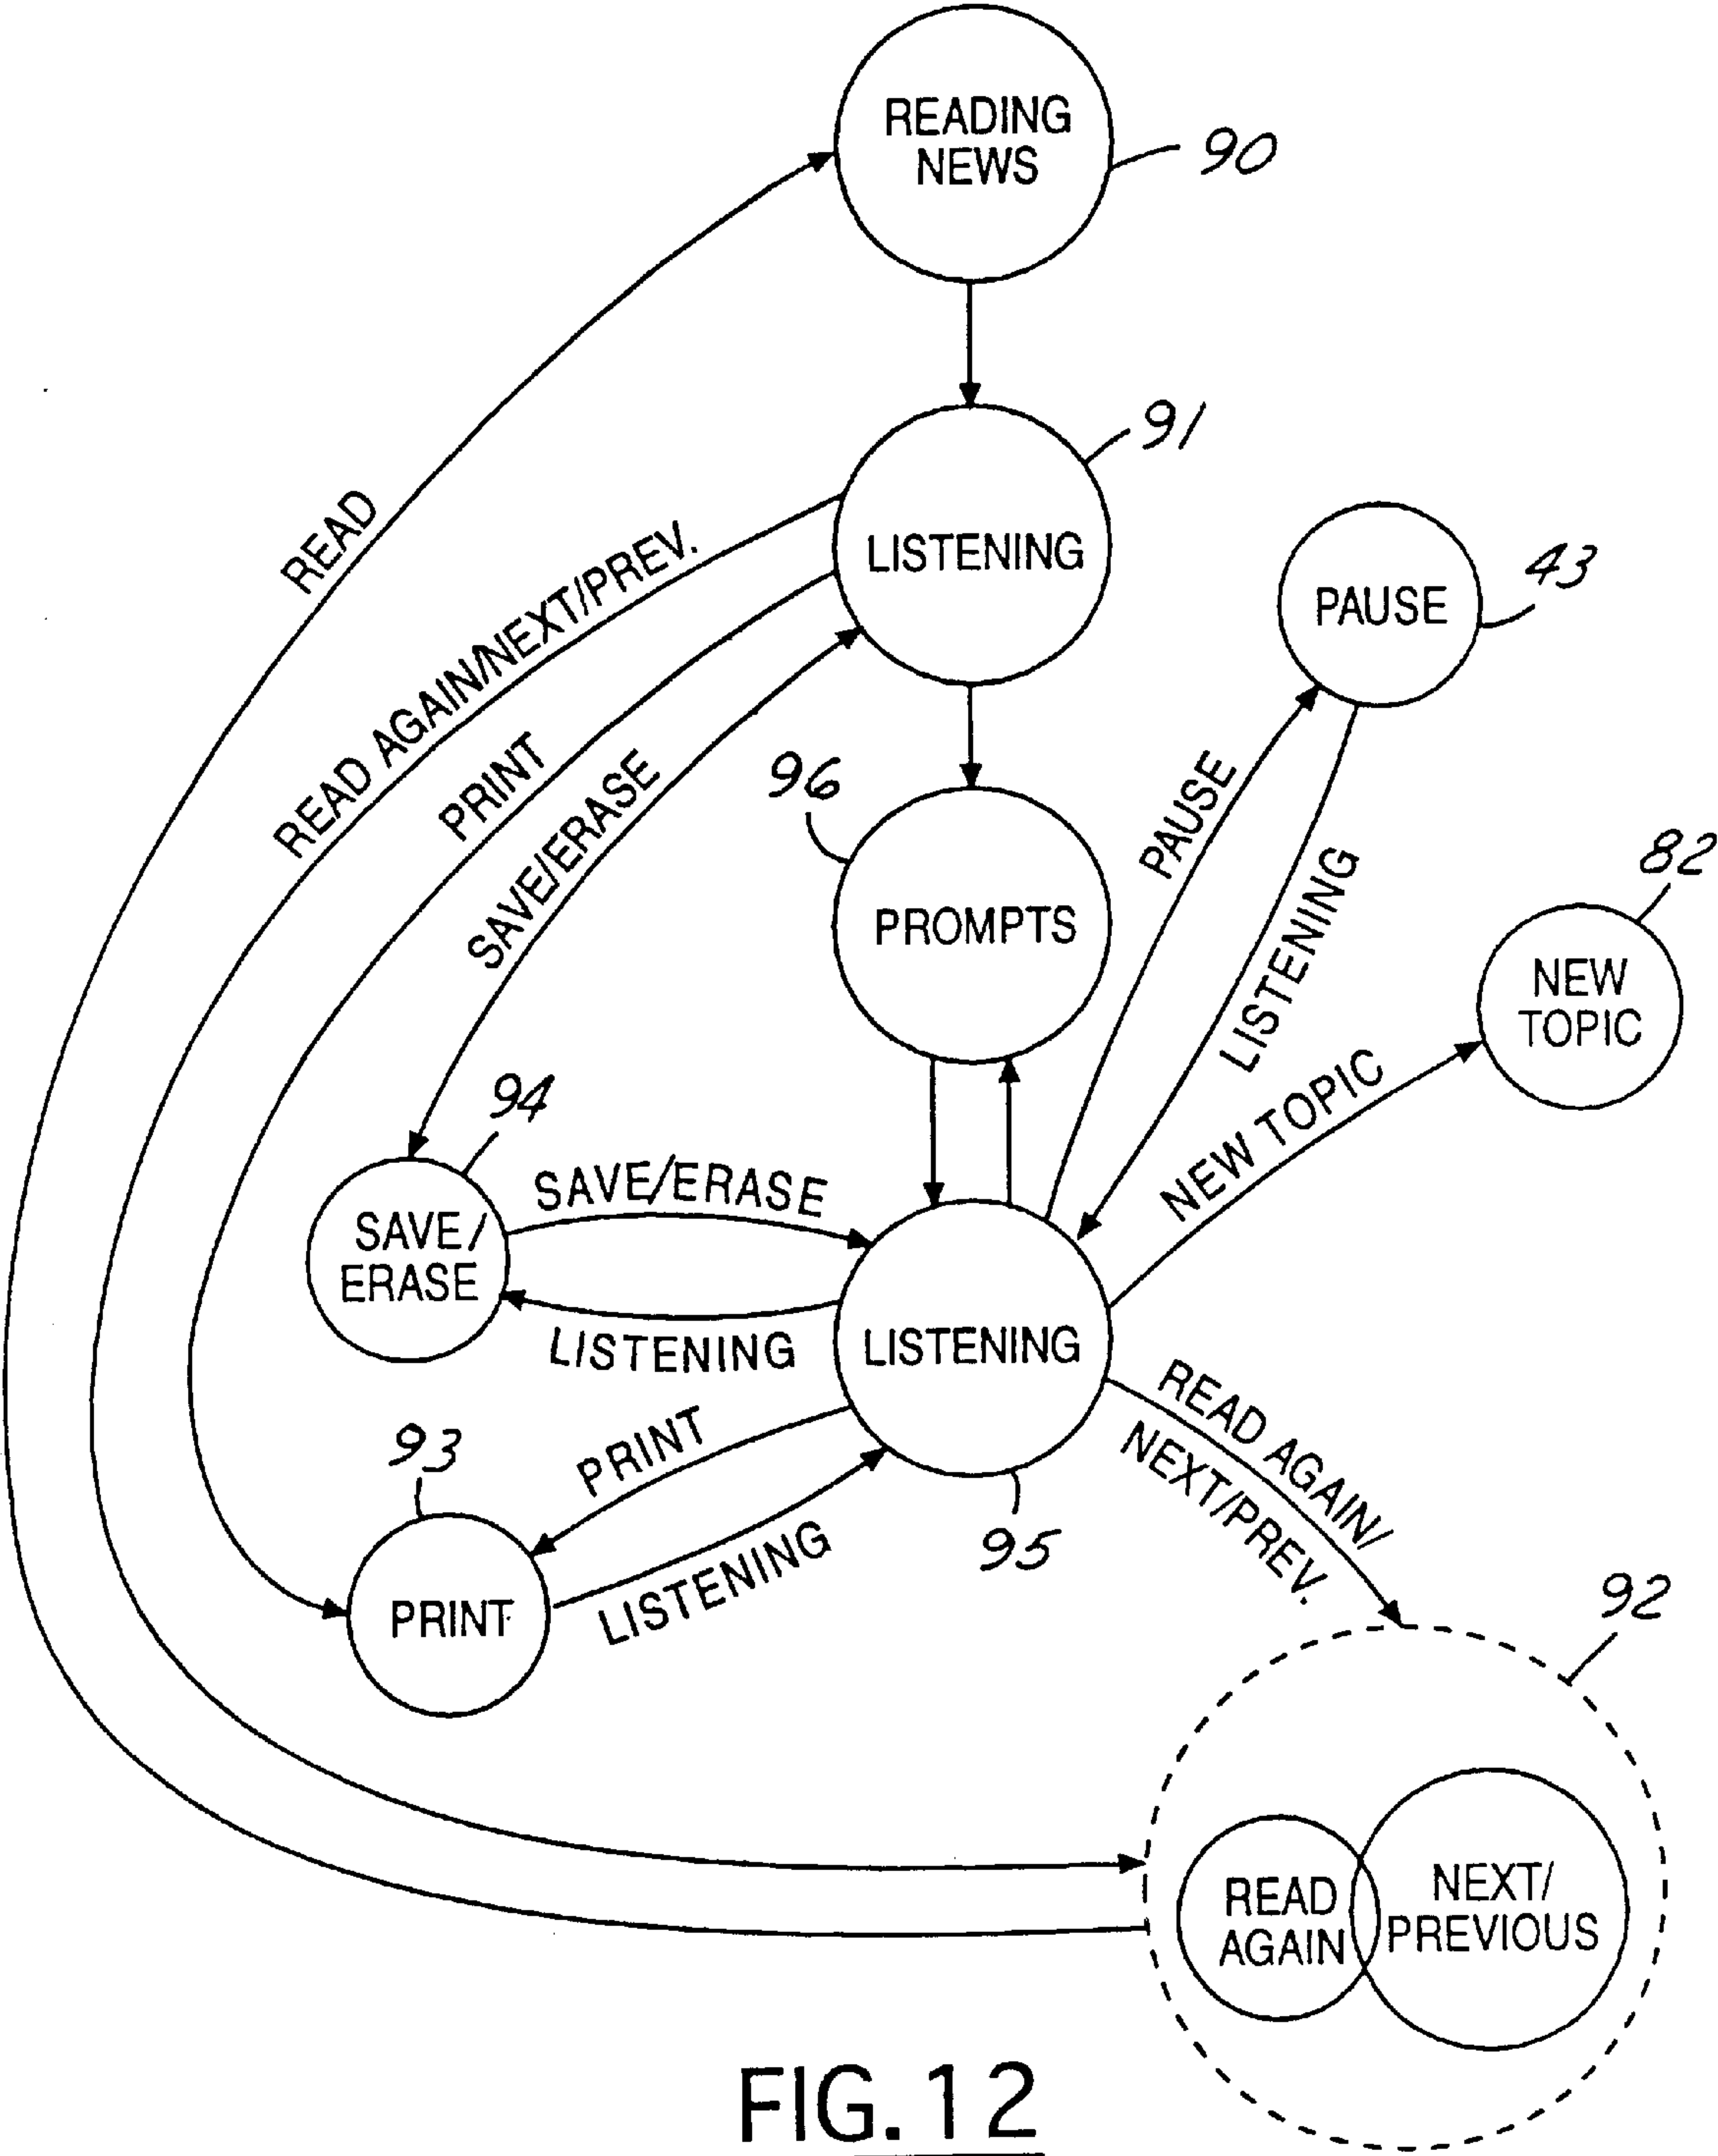 READING
NEWS
90
91
LISTENING
READ
READ AGAIN/NEXT/PREV.
PRINT
SAVE/ERASE
PAUSE
43
96
PROMPTS
PAUSE
LISTENING
82
NEW
TOPIC
NEW TOPIC
94
SAVE/
ERASE
SAVE/ERASE
LISTENING
LISTENING
95
93
PRINT
PRINT
LISTENING
READ AGAIN/
NEXT/PREV.
92
READ
AGAIN
NEXT/
PREVIOUS
FIG. 12